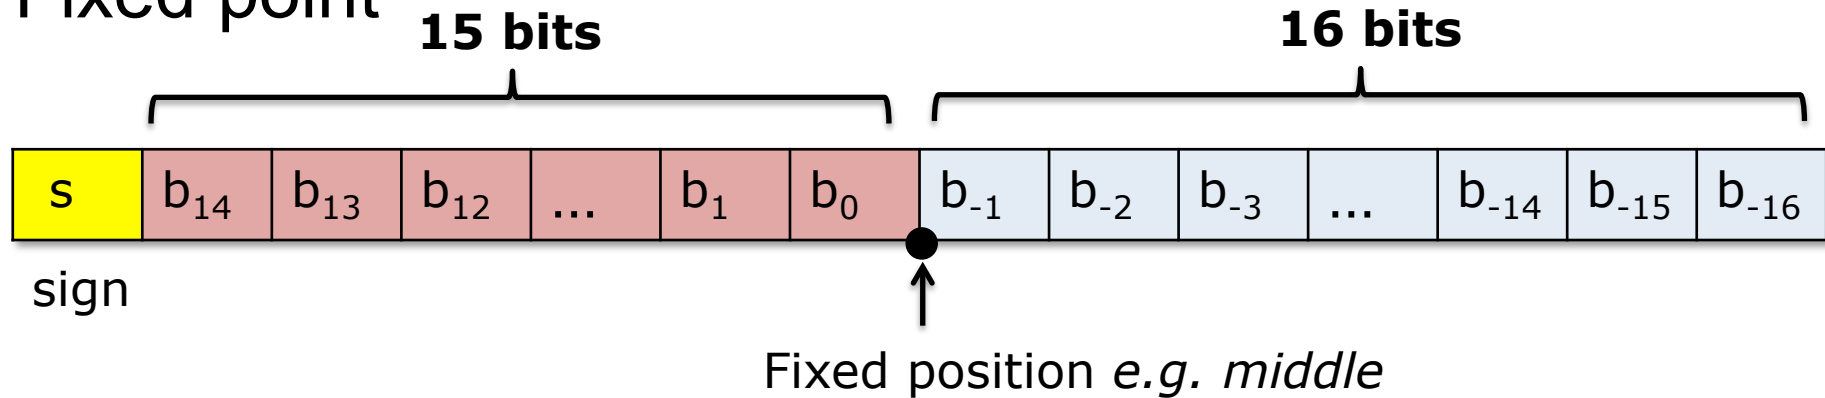 Fixed point
15 bits
16 bits
s b₁₄ b₁₃ b₁₂ ... b₁ b₀ b₋₁ b₋₂ b₋₃ ... b₋₁₄ b₋₁₅ b₋₁₆
sign
Fixed position e.g. middle